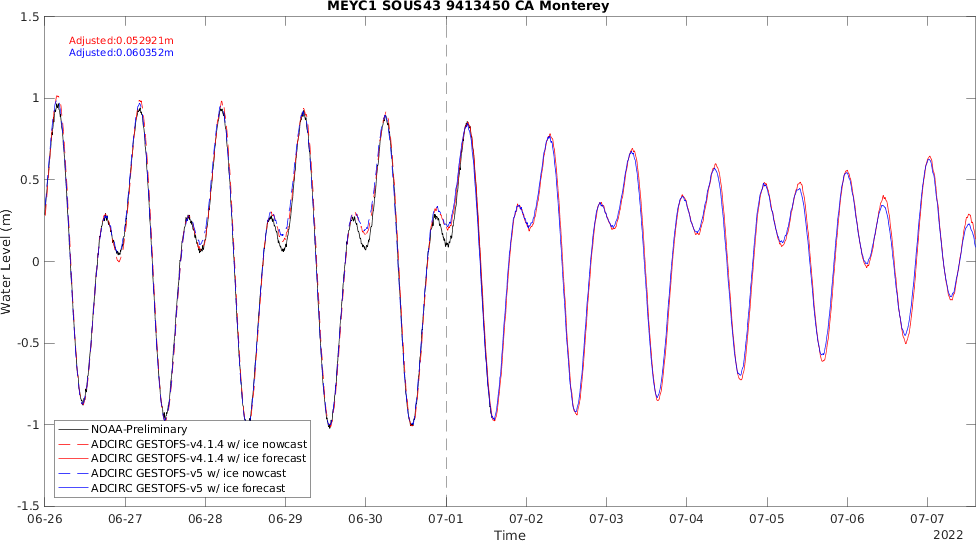 MEYC1 SOUS43 9413450 CA Monterey
Adjusted:0.052921m
Adjusted:0.060352m
1.5
1
0.5
0
-0.5
-1
-1.5
Water Level (m)
NOAA-Preliminary
ADCIRC GESTOFS-v4.1.4 w/ ice nowcast
ADCIRC GESTOFS-v4.1.4 w/ ice forecast
ADCIRC GESTOFS-v5 w/ ice nowcast
ADCIRC GESTOFS-v5 w/ ice forecast
06-26 06-27 06-28 06-29 06-30 07-01 07-02 07-03 07-04 07-05 07-06 07-07
Time
2022